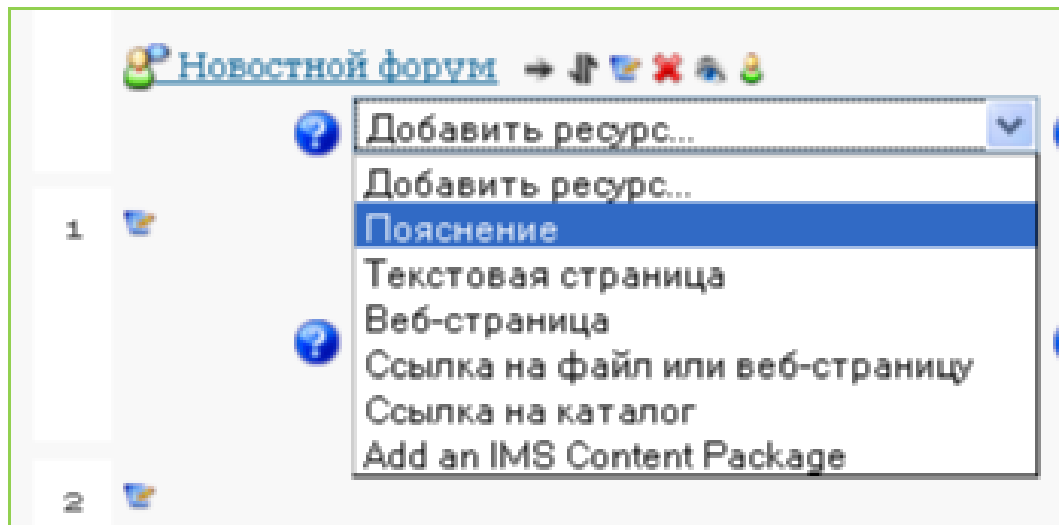 Новостной форум
Добавить ресурс...
Добавить ресурс...
1 Пояснение
Текстовая страница
Веб-страница
Ссылка на файл или веб-страницу
Ссылка на каталог
Add an IMS Content Package
2